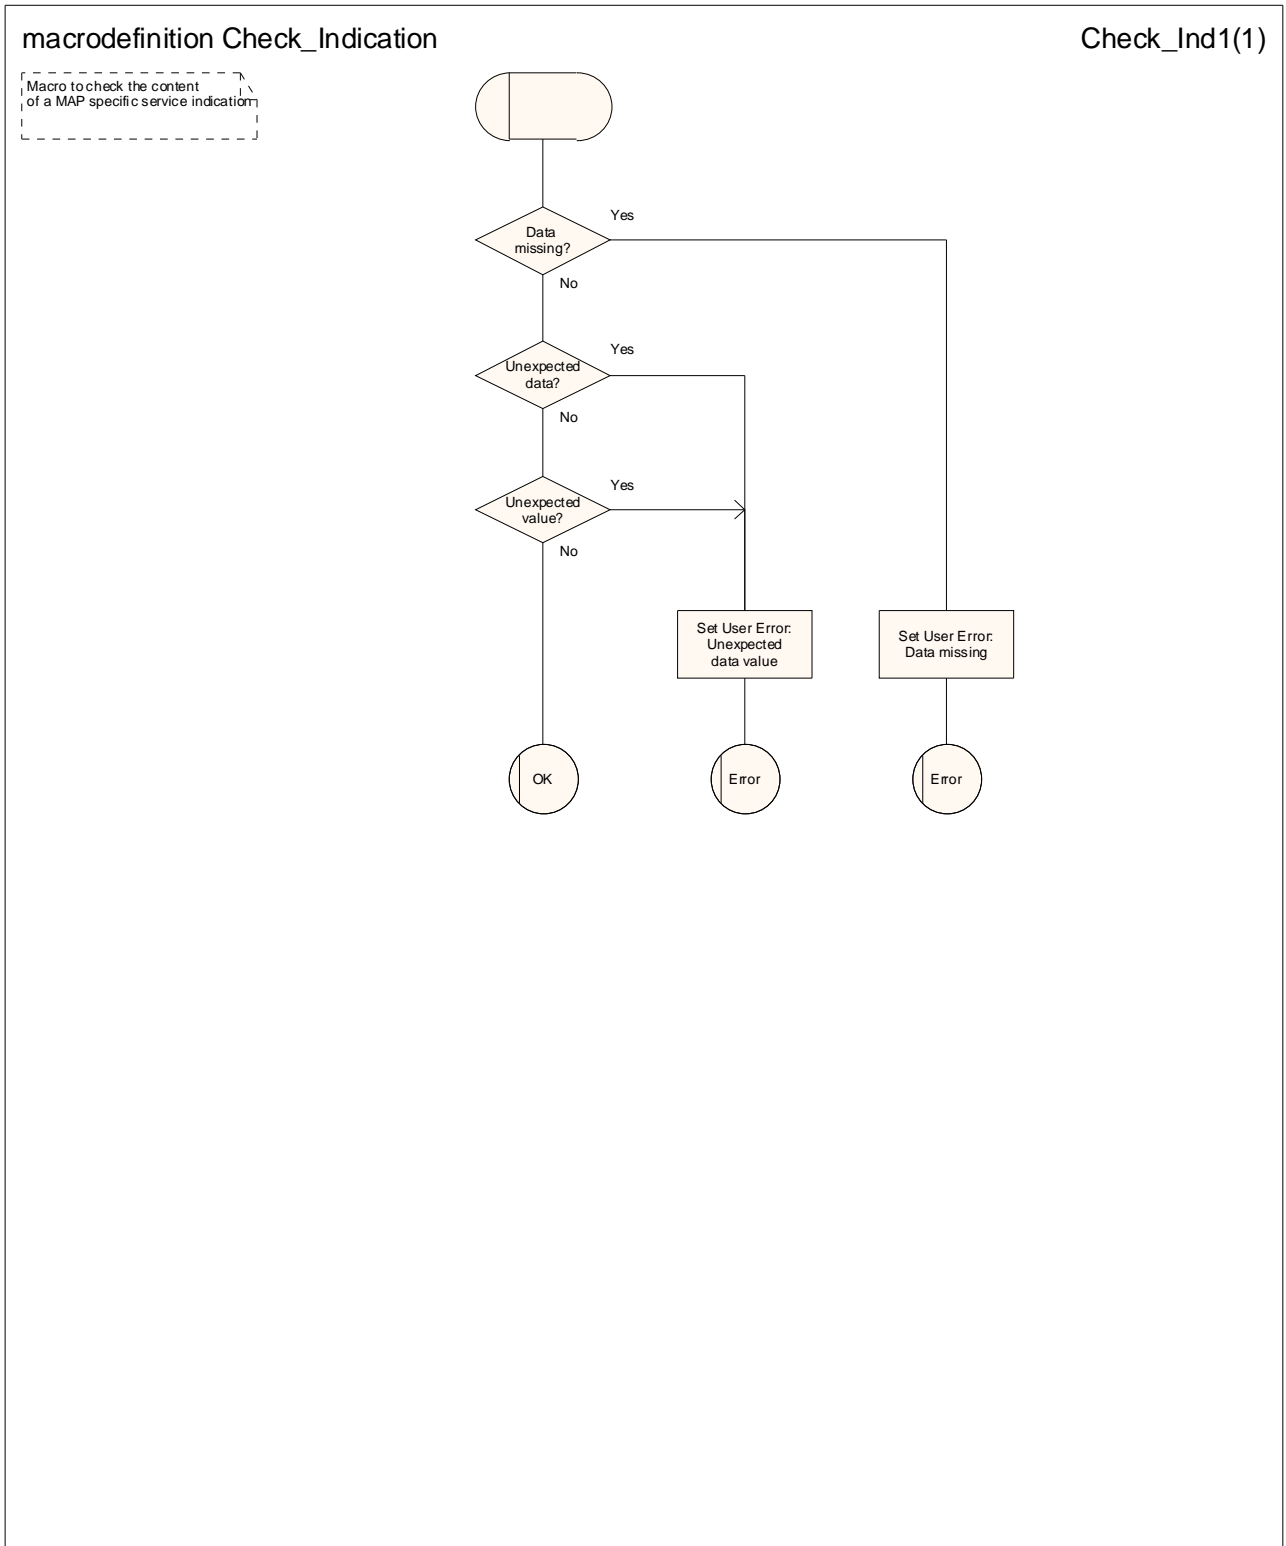 macrodefinition Check_Indication
Check_Ind1(1)
Macro to check the content
of a MAP specific service indication
Yes
Data
missing?
No
Yes
Unexpected
data?
No
Yes
Unexpected
value?
No
Set User Error:
Unexpected
data value
Set User Error:
Data missing
OK
Error
Error